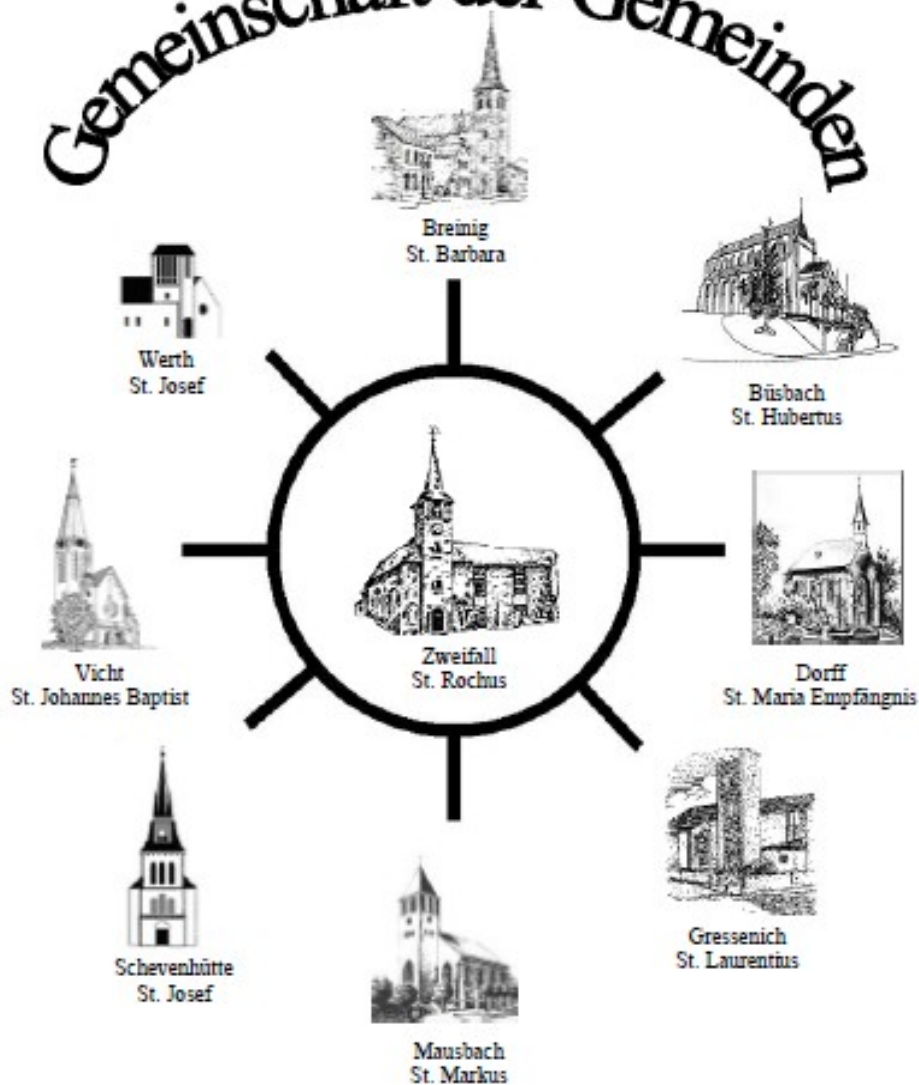 Gemeinschaft der Gemeinden
Breinig
St. Barbara
Werth
St. Josef
Büsbach
St. Hubertus
Vicht
St. Johannes Baptist
Zweifall
St. Rochus
Dorff
St. Maria Empfängnis
Schevenhütte
St. Josef
Gressenich
St. Laurentius
Mausbach
St. Markus